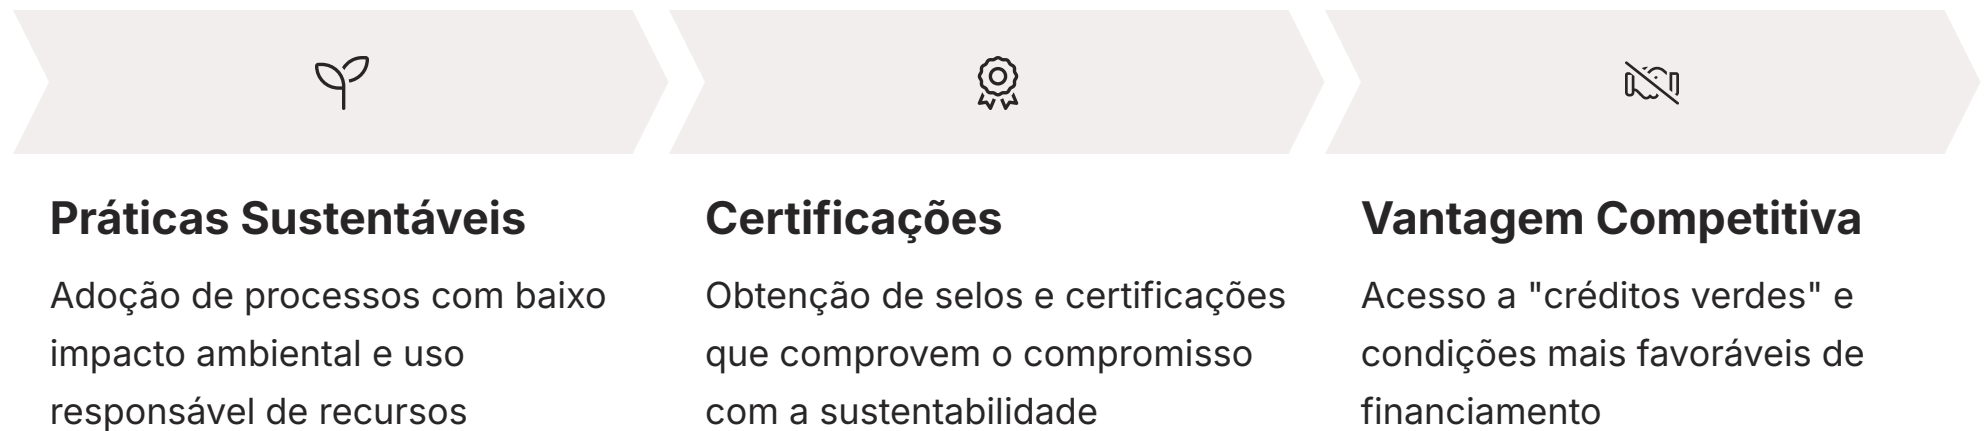 Práticas Sustentáveis
Adoção de processos com baixo
impacto ambiental e uso
responsável de recursos
Certificações
Obtenção de selos e certificações
que comprovem o compromisso
com a sustentabilidade
Vantagem Competitiva
Acesso a "créditos verdes" e
condições mais favoráveis de
financiamento